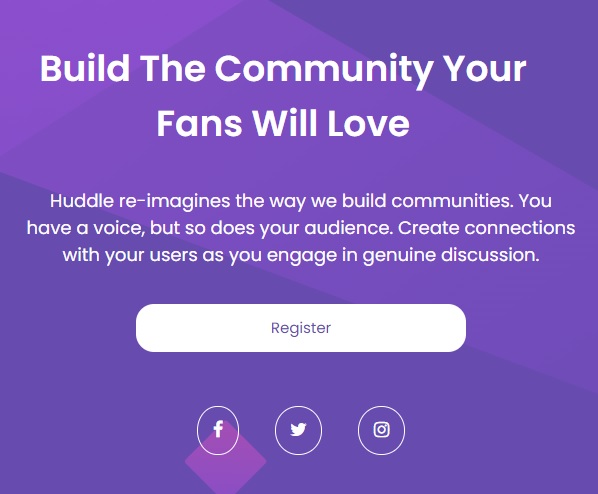 Build The Community Your
Fans Will Love
Huddle re-imagines the way we build communities. You
have a voice, but so does your audience. Create connections
with your users as you engage in genuine discussion.
Register